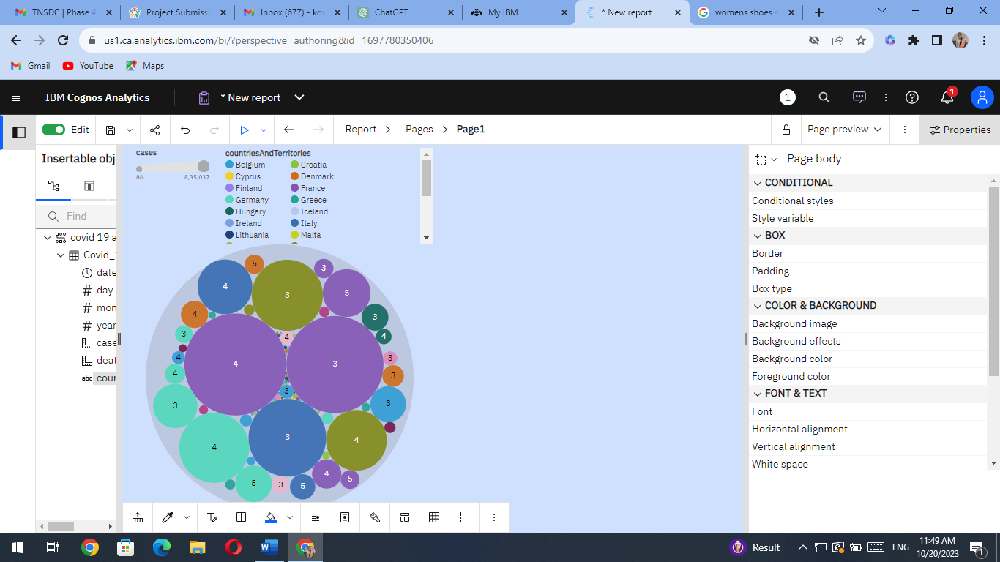 TNSDC | Phase 4
Project Submissi
Inbox (677) - kov
ChatGPT
My IBM
* New report
womens shoes -
us1.ca.analytics.ibm.com/bi/?perspective=authoring&id=1697780350406
Gmail
YouTube
Maps
IBM Cognos Analytics
* New report
1
1
Edit
Report
Pages
Page1
Page preview
Properties
Insertable obj
Find
covid 19 a
Covid_1
date
day
mon
year
case
deat
abc
coun
cases
86
8,35,037
countriesAndTerritories
Belgium
Croatia
Cyprus
Denmark
Finland
France
Germany
Greece
Hungary
Iceland
Ireland
Italy
Lithuania
Malta
5
3
4
3
5
4
3
3
4
4
4
3
4
3
4
3
3
3
3
3
4
3
4
4
5
3
5
5
Page body
CONDITIONAL
Conditional styles
Style variable
BOX
Border
Padding
Box type
COLOR & BACKGROUND
Background image
Background effects
Background color
Foreground color
FONT & TEXT
Font
Horizontal alignment
Vertical alignment
White space
Result
ENG
11:49 AM
10/20/2023
1